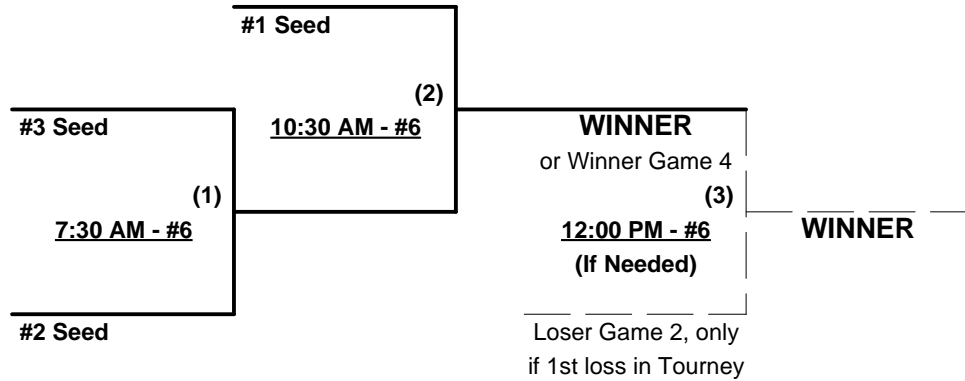 #1 Seed
(2)
#3 Seed
10:30 AM - #6
WINNER
or Winner Game 4
(1)
(3)
7:30 AM - #6
12:00 PM - #6
WINNER
(If Needed)
#2 Seed
Loser Game 2, only
if 1st loss in Tourney